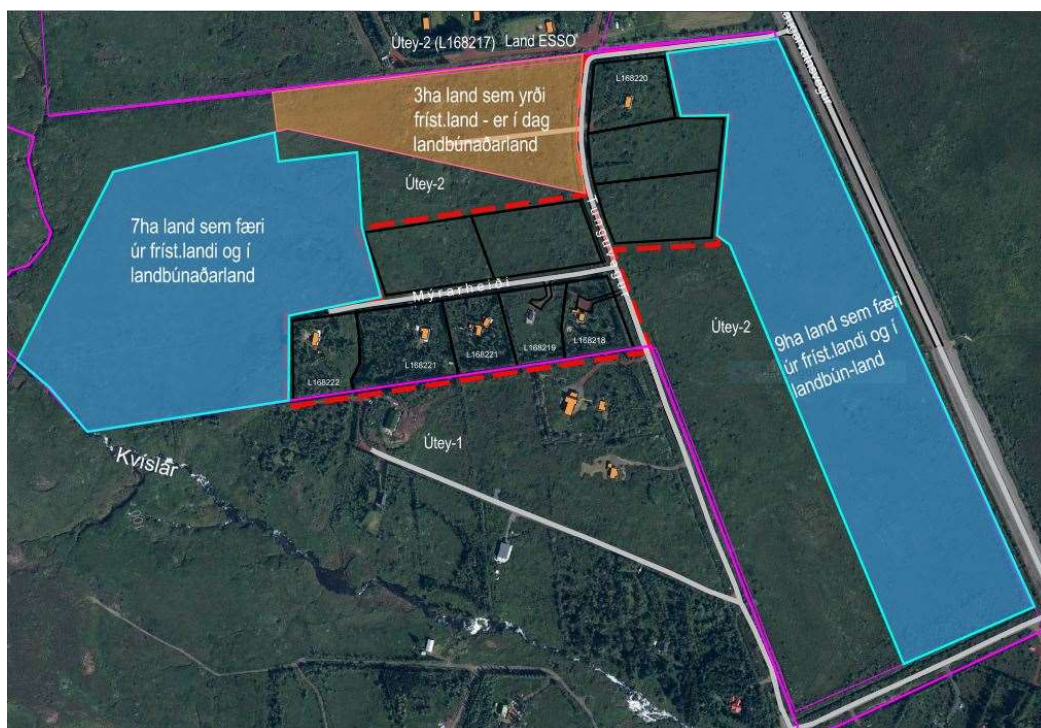 Útey-2 (L168217)
Land ESSO
L168220
3ha land sem yrði
fríst.land - er í dag
landbúnaðarland
Útey-2
7ha land sem færi
úr fríst.landi og í
landbúnaðarland
Tunguvegur
Mýrarheiði
Útey-2
9ha land sem færi
úr fríst.landi og í
landbún-land
L168222
L168221
L168221
L168219
L168218
Útey-1
Kvíslár